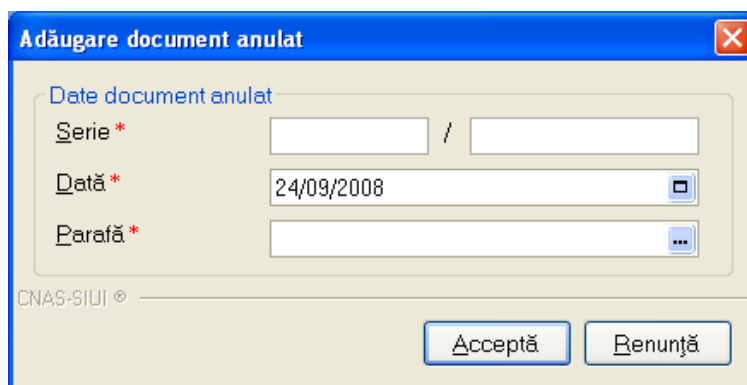 Adăugare document anulat
Date document anulat
Serie * /
Dată * 24/09/2008
Parafă * ...
CNAS-SIUI ®
Acceptă Renunţă